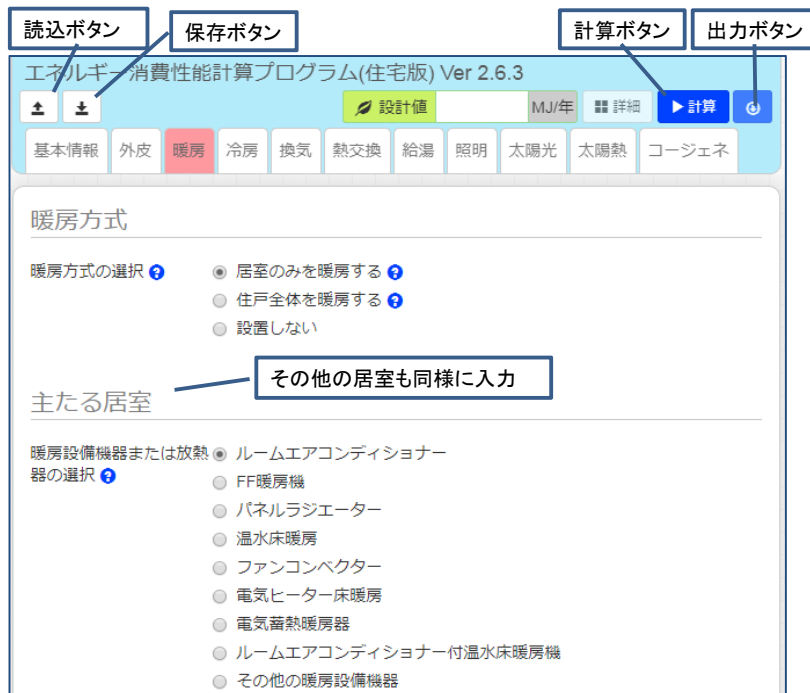 読込ボタン
保存ボタン
計算ボタン
出力ボタン
エネルギー消費性能計算プログラム(住宅版) Ver 2.6.3
設計値
MJ/年
詳細
計算
基本情報
外皮
暖房
冷房
換気
熱交換
給湯
照明
太陽光
太陽熱
コージェネ
暖房方式
暖房方式の選択 ?
居室のみを暖房する ?
住戸全体を暖房する ?
設置しない
その他の居室も同様に入力
主たる居室
暖房設備機器または放熱
器の選択 ?
ルームエアコンディショナー
FF暖房機
パネルラジエーター
温水床暖房
ファンコンベクター
電気ヒーター床暖房
電気蓄熱暖房器
ルームエアコンディショナー付温水床暖房機
その他の暖房設備機器